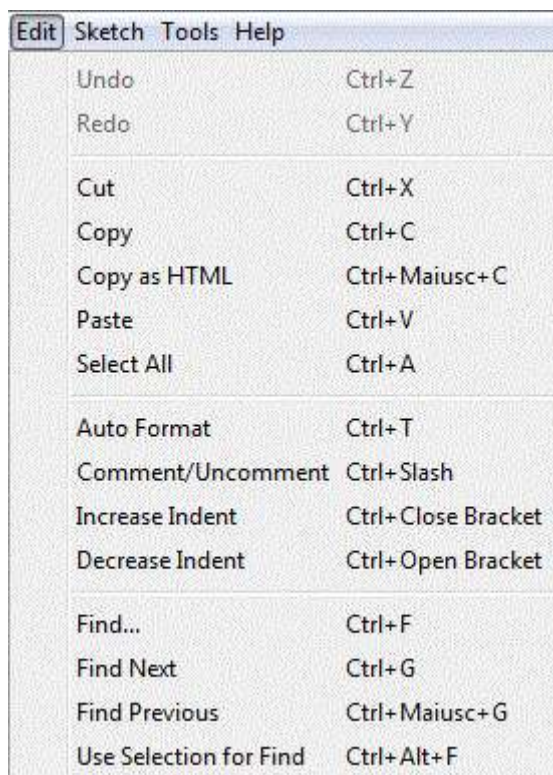 Edit Sketch Tools Help
Undo Ctrl+Z
Redo Ctrl+Y
Cut Ctrl+X
Copy Ctrl+C
Copy as HTML Ctrl+Maiusc+C
Paste Ctrl+V
Select All Ctrl+A
Auto Format Ctrl+T
Comment/Uncomment Ctrl+Slash
Increase Indent Ctrl+Close Bracket
Decrease Indent Ctrl+Open Bracket
Find... Ctrl+F
Find Next Ctrl+G
Find Previous Ctrl+Maiusc+G
Use Selection for Find Ctrl+Alt+F